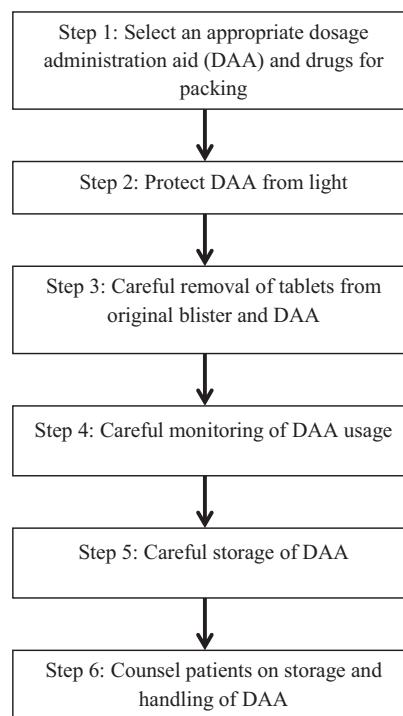 Step 1: Select an appropriate dosage
administration aid (DAA) and drugs for
packing
Step 2: Protect DAA from light
Step 3: Careful removal of tablets from
original blister and DAA
Step 4: Careful monitoring of DAA usage
Step 5: Careful storage of DAA
Step 6: Counsel patients on storage and
handling of DAA